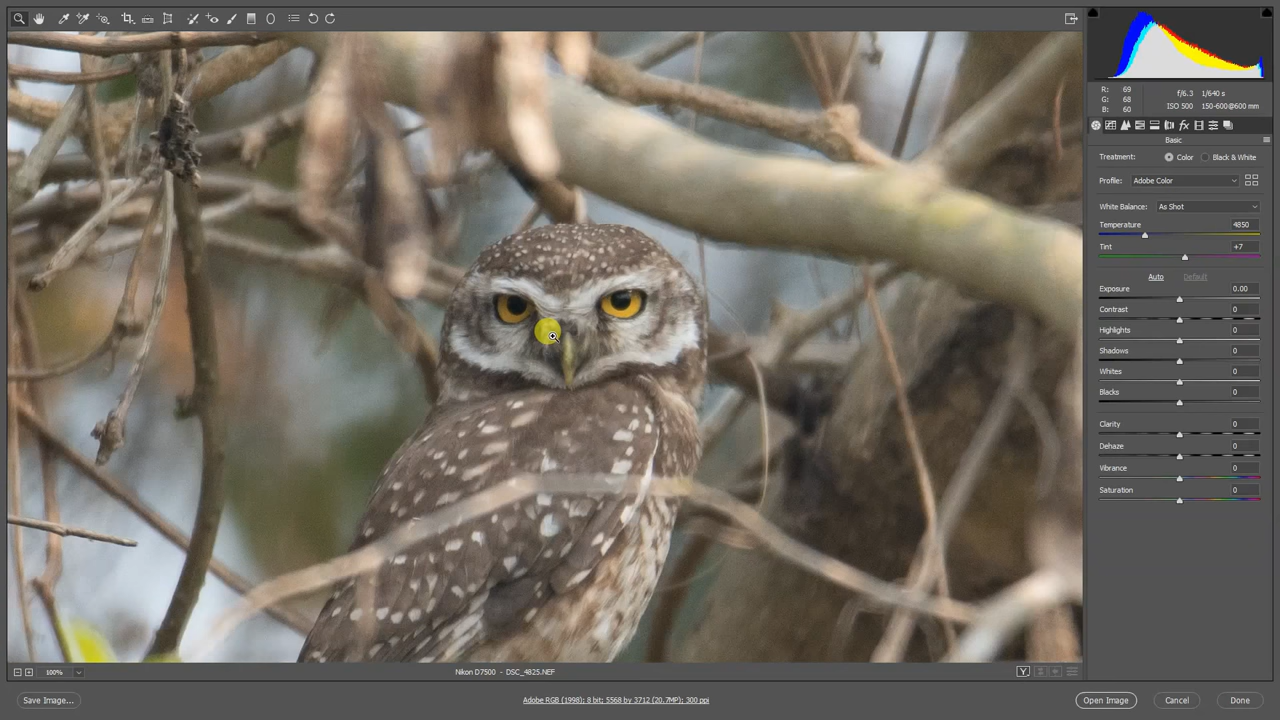 R: 69
G: 68
B: 60
f/6.3 1/640 s
ISO 500 150-600@600 mm
fx
Basic
Treatment: Color Black & White
Profile: Adobe Color
White Balance: As Shot
Temperature 4850
Tint +7
Auto Default
Exposure 0.00
Contrast 0
Highlights 0
Shadows 0
Whites 0
Blacks 0
Clarity 0
Dehaze 0
Vibrance 0
Saturation 0
100%
Nikon D7500 - DSC_4825.NEF
Y
Save Image...
Adobe RGB (1998); 8 bit; 5568 by 3712 (20.7MP); 300 ppi
Open Image Cancel Done